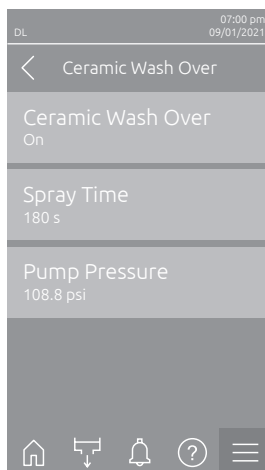 07:00 pm
DL 09/01/2021
Ceramic Wash Over
Ceramic Wash Over
On
Spray Time
180 s
Pump Pressure
108.8 psi
?